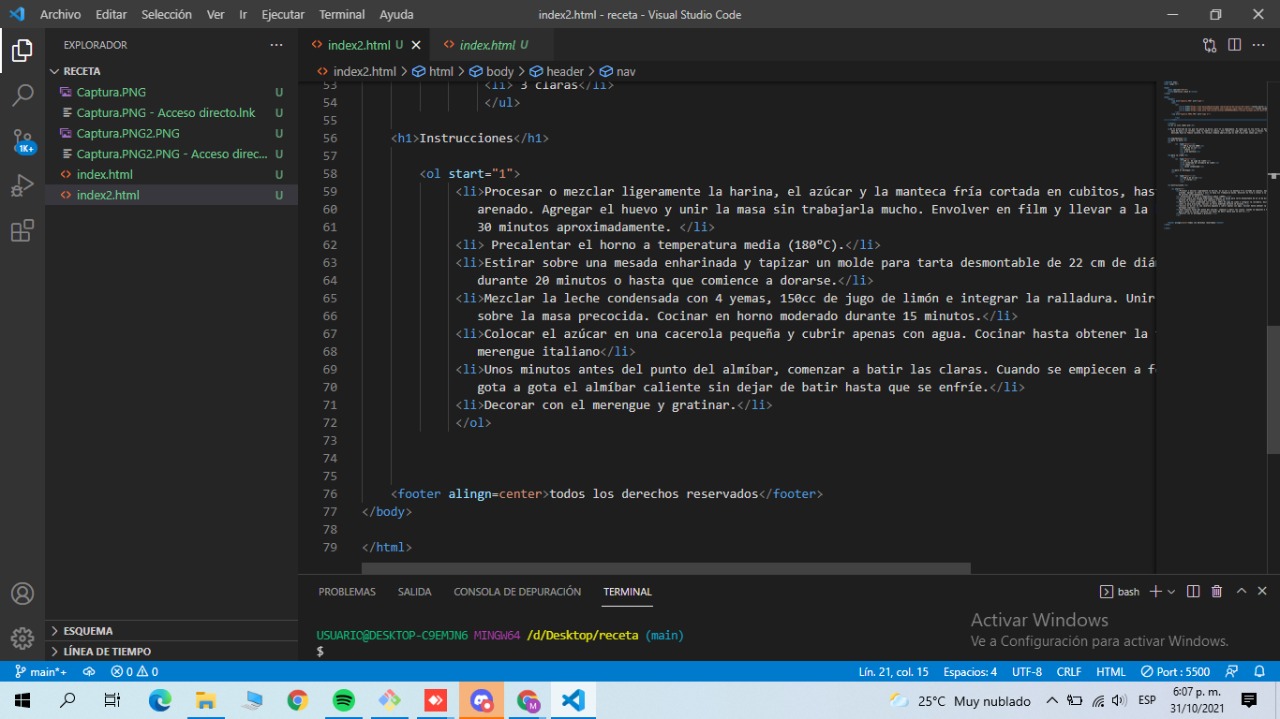 Archivo Editar Selección Ver Ir Ejecutar Terminal Ayuda
index2.html - receta - Visual Studio Code
EXPLORADOR
RECETA
Captura.PNG U
Captura.PNG - Acceso directo.lnk U
Captura.PNG2.PNG U
Captura.PNG2.PNG - Acceso direc... U
index.html U
index2.html U
ESQUEMA
LÍNEA DE TIEMPO
1K+
index2.html U index.html U
index2.html > html > body > header > nav
53 <li> 3 claras</li>
54 </ul>
55
56 <h1>Instrucciones</h1>
57
58 <ol start="1">
59 <li>Procesar o mezclar ligeramente la harina, el azúcar y la manteca fría cortada en cubitos, has
60 arenado. Agregar el huevo y unir la masa sin trabajarla mucho. Envolver en film y llevar a la
61 30 minutos aproximadamente. </li>
62 <li> Precalentar el horno a temperatura media (180ºC).</li>
63 <li>Estirar sobre una mesada enharinada y tapizar un molde para tarta desmontable de 22 cm de diá
64 durante 20 minutos o hasta que comience a dorarse.</li>
65 <li>Mezclar la leche condensada con 4 yemas, 150cc de jugo de limón e integrar la ralladura. Unir
66 sobre la masa precocida. Cocinar en horno moderado durante 15 minutos.</li>
67 <li>Colocar el azúcar en una cacerola pequeña y cubrir apenas con agua. Cocinar hasta obtener la
68 merengue italiano</li>
69 <li>Unos minutos antes del punto del almíbar, comenzar a batir las claras. Cuando se empiecen a f
70 gota a gota el almíbar caliente sin dejar de batir hasta que se enfríe.</li>
71 <li>Decorar con el merengue y gratinar.</li>
72 </ol>
73
74
75
76 <footer alingn=center>todos los derechos reservados</footer>
77 </body>
78
79 </html>
PROBLEMAS SALIDA CONSOLA DE DEPURACIÓN TERMINAL
bash
USUARIO@DESKTOP-C9EMJN6 MINGW64 /d/Desktop/receta (main)
$
Activar Windows
Ve a Configuración para activar Windows.
main*+ 0 0
Lín. 21, col. 15 Espacios: 4 UTF-8 CRLF HTML Port : 5500
25°C Muy nublado ESP
6:07 p. m.
31/10/2021